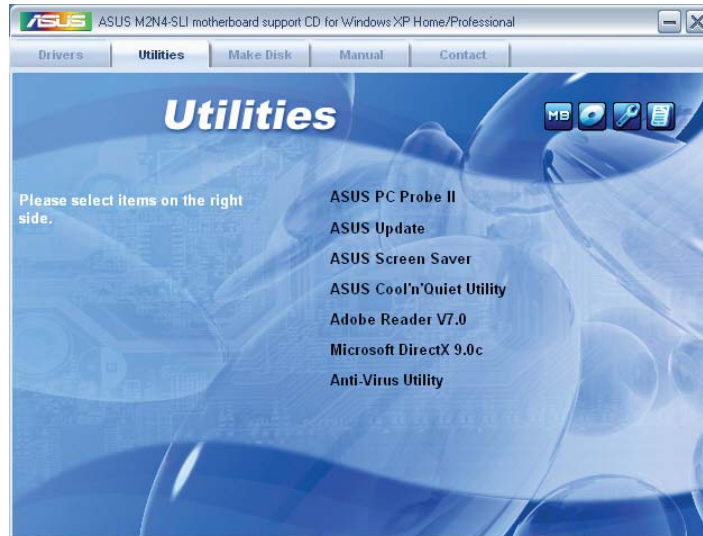 ASUS ASUS M2N4-SLI motherboard support CD for Windows XP Home/Professional
Drivers Utilities Make Disk Manual Contact
Utilities
MB
Please select items on the right
side.
ASUS PC Probe II
ASUS Update
ASUS Screen Saver
ASUS Cool'n'Quiet Utility
Adobe Reader V7.0
Microsoft DirectX 9.0c
Anti-Virus Utility